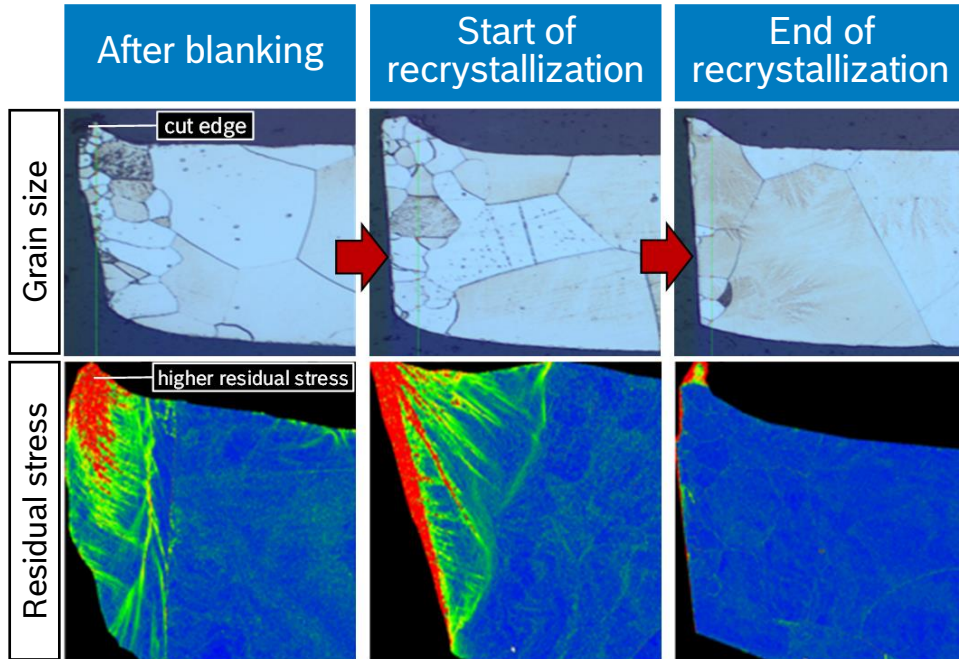 After blanking
Start of
recrystallization
End of
recrystallization
Grain size
cut edge
Residual stress
higher residual stress